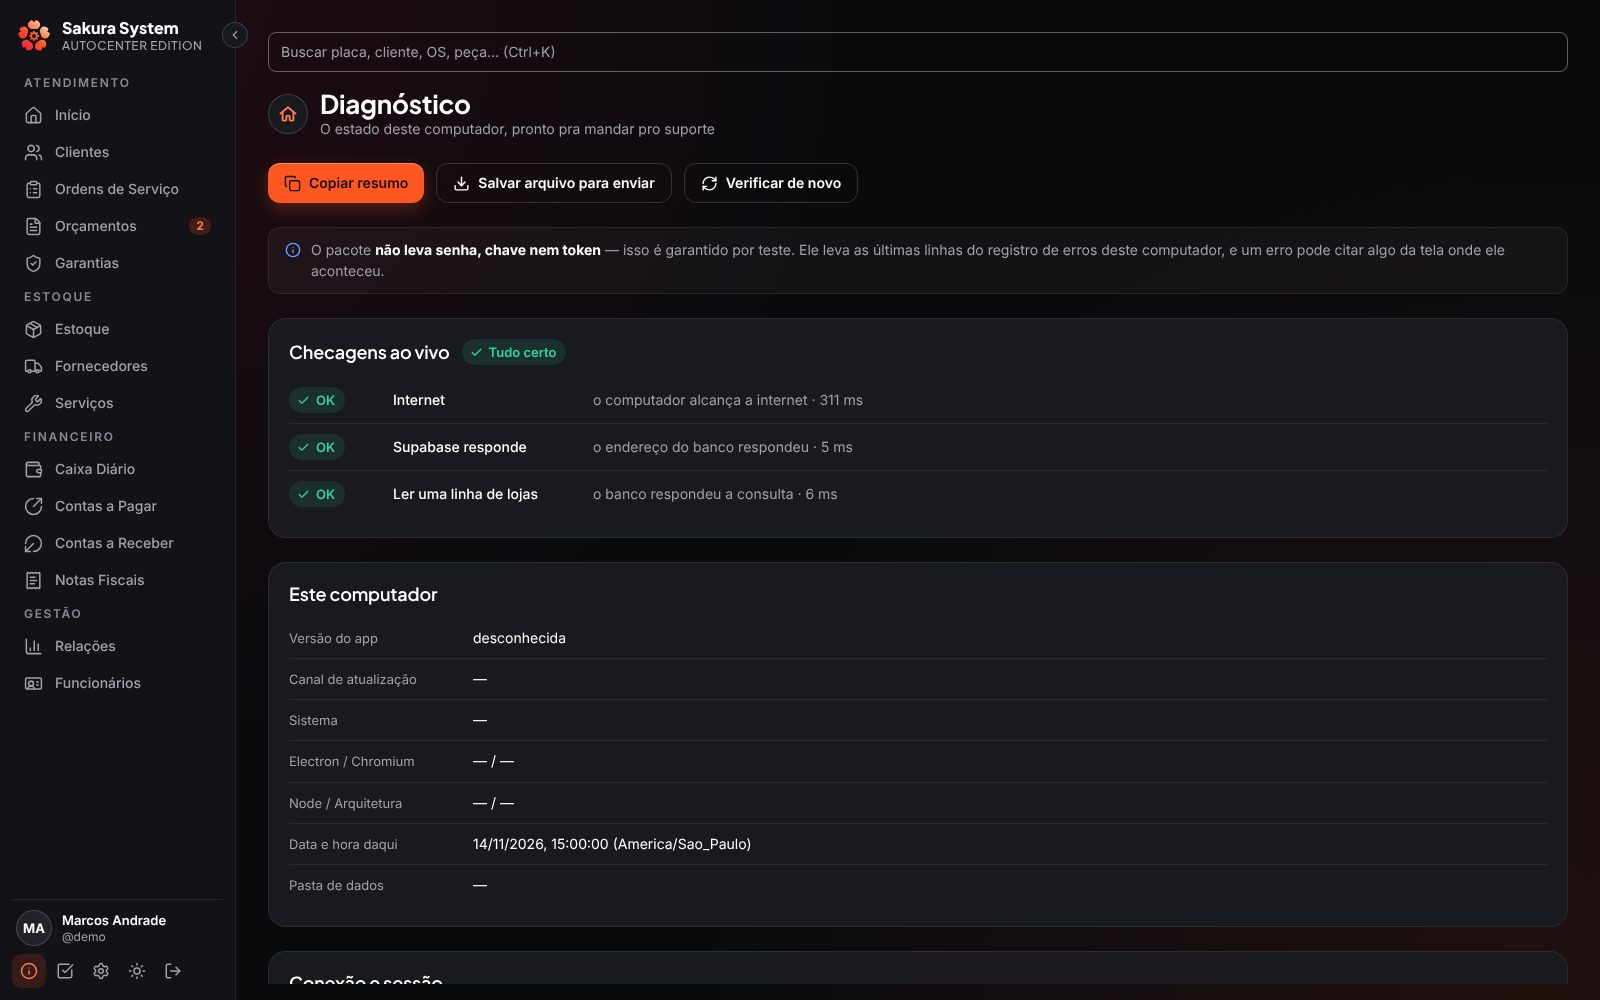 Sakura System
AUTOCENTER EDITION
ATENDIMENTO
Início
Clientes
Ordens de Serviço
Orçamentos 2
Garantias
ESTOQUE
Estoque
Fornecedores
Serviços
FINANCEIRO
Caixa Diário
Contas a Pagar
Contas a Receber
Notas Fiscais
GESTÃO
Relações
Funcionários
MA
Marcos Andrade
@demo
Buscar placa, cliente, OS, peça... (Ctrl+K)
Diagnóstico
O estado deste computador, pronto pra mandar pro suporte
Copiar resumo
Salvar arquivo para enviar
Verificar de novo
O pacote não leva senha, chave nem token — isso é garantido por teste. Ele leva as últimas linhas do registro de erros deste computador, e um erro pode citar algo da tela onde ele
aconteceu.
Checagens ao vivo Tudo certo
OK Internet o computador alcança a internet · 311 ms
OK Supabase responde o endereço do banco respondeu · 5 ms
OK Ler uma linha de lojas o banco respondeu a consulta · 6 ms
Este computador
Versão do app desconhecida
Canal de atualização —
Sistema —
Electron / Chromium — / —
Node / Arquitetura — / —
Data e hora daqui 14/11/2026, 15:00:00 (America/Sao_Paulo)
Pasta de dados —
Conexão e sessão